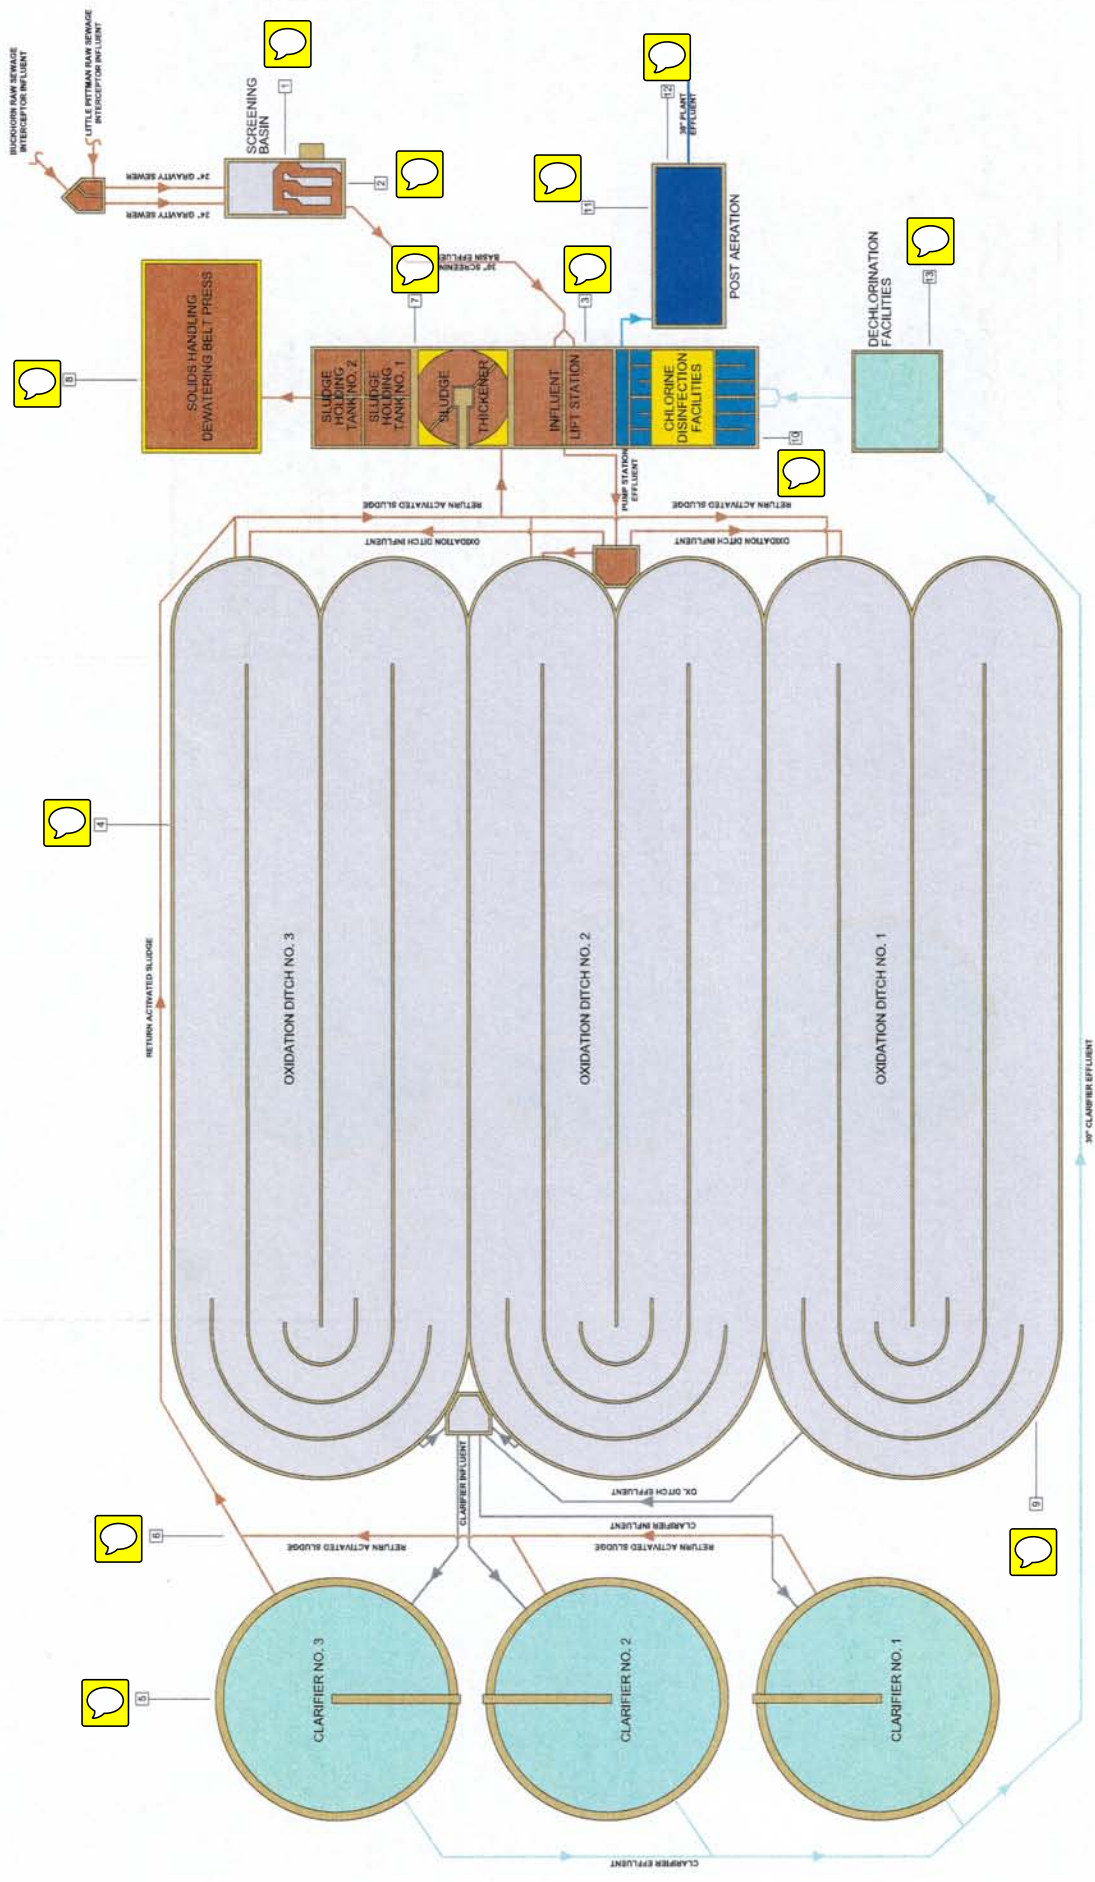 BUCKHORN RAW SEWAGE
INTERCEPTOR INFLUENT
LITTLE PITTMAN RAW SEWAGE
INTERCEPTOR INFLUENT
24" GRAVITY SEWER
24" GRAVITY SEWER
SCREENING
BASIN
1
2
30" SCREENING
BASIN EFFLUENT
12
30" PLANT
EFFLUENT
11
POST AERATION
DECHLORINATION
FACILITIES
13
8
SOLIDS HANDLING
DEWATERING BELT PRESS
7
3
SLUDGE
HOLDING
TANK NO. 2
SLUDGE
HOLDING
TANK NO. 1
SLUDGE
THICKENER
INFLUENT
LIFT STATION
CHLORINE
DISINFECTION
FACILITIES
10
PUMP STATION
EFFLUENT
RETURN ACTIVATED SLUDGE
RETURN ACTIVATED SLUDGE
OXIDATION DITCH INFLUENT
OXIDATION DITCH INFLUENT
4
RETURN ACTIVATED SLUDGE
OXIDATION DITCH NO. 3
OXIDATION DITCH NO. 2
OXIDATION DITCH NO. 1
30" CLARIFIER EFFLUENT
CLARIFIER INFLUENT
OX. DITCH EFFLUENT
CLARIFIER INFLUENT
9
6
RETURN ACTIVATED SLUDGE
RETURN ACTIVATED SLUDGE
5
CLARIFIER NO. 3
CLARIFIER NO. 2
CLARIFIER NO. 1
CLARIFIER EFFLUENT